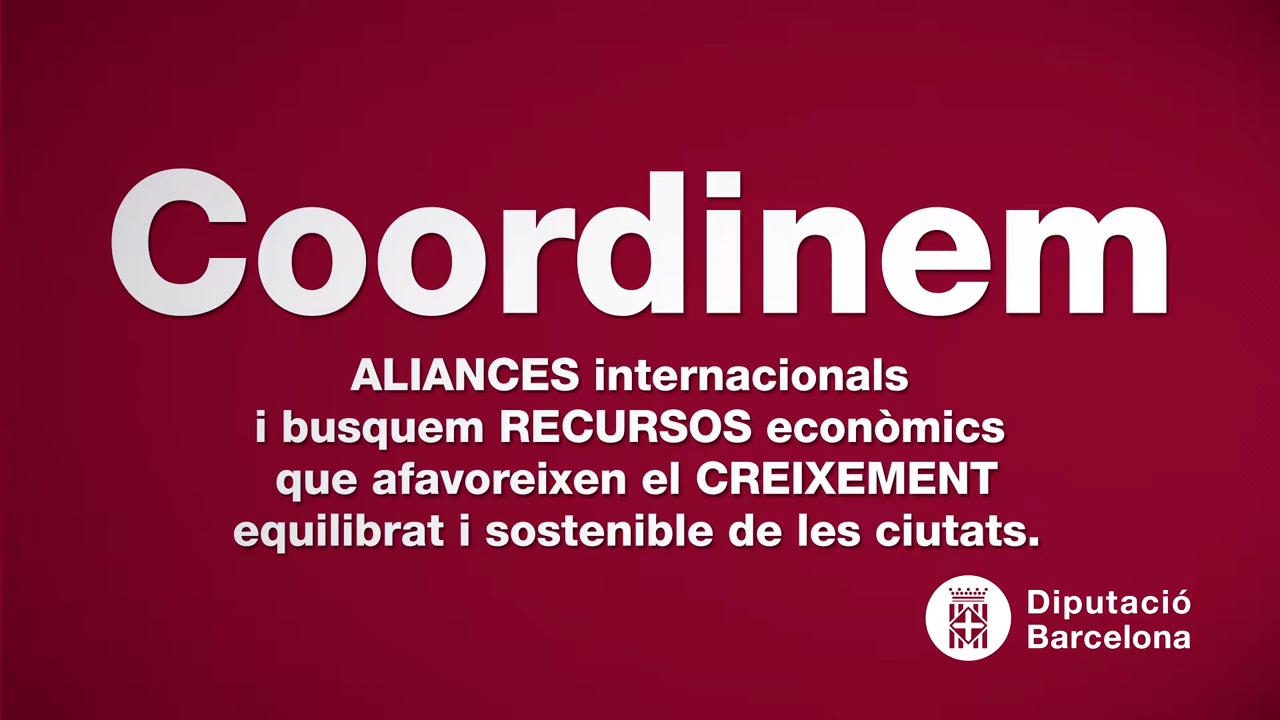 Coordinem
ALIANCES internacionals
i busquem RECURSOS econòmics
que afavoreixen el CREIXEMENT
equilibrat i sostenible de les ciutats.
Diputació
Barcelona